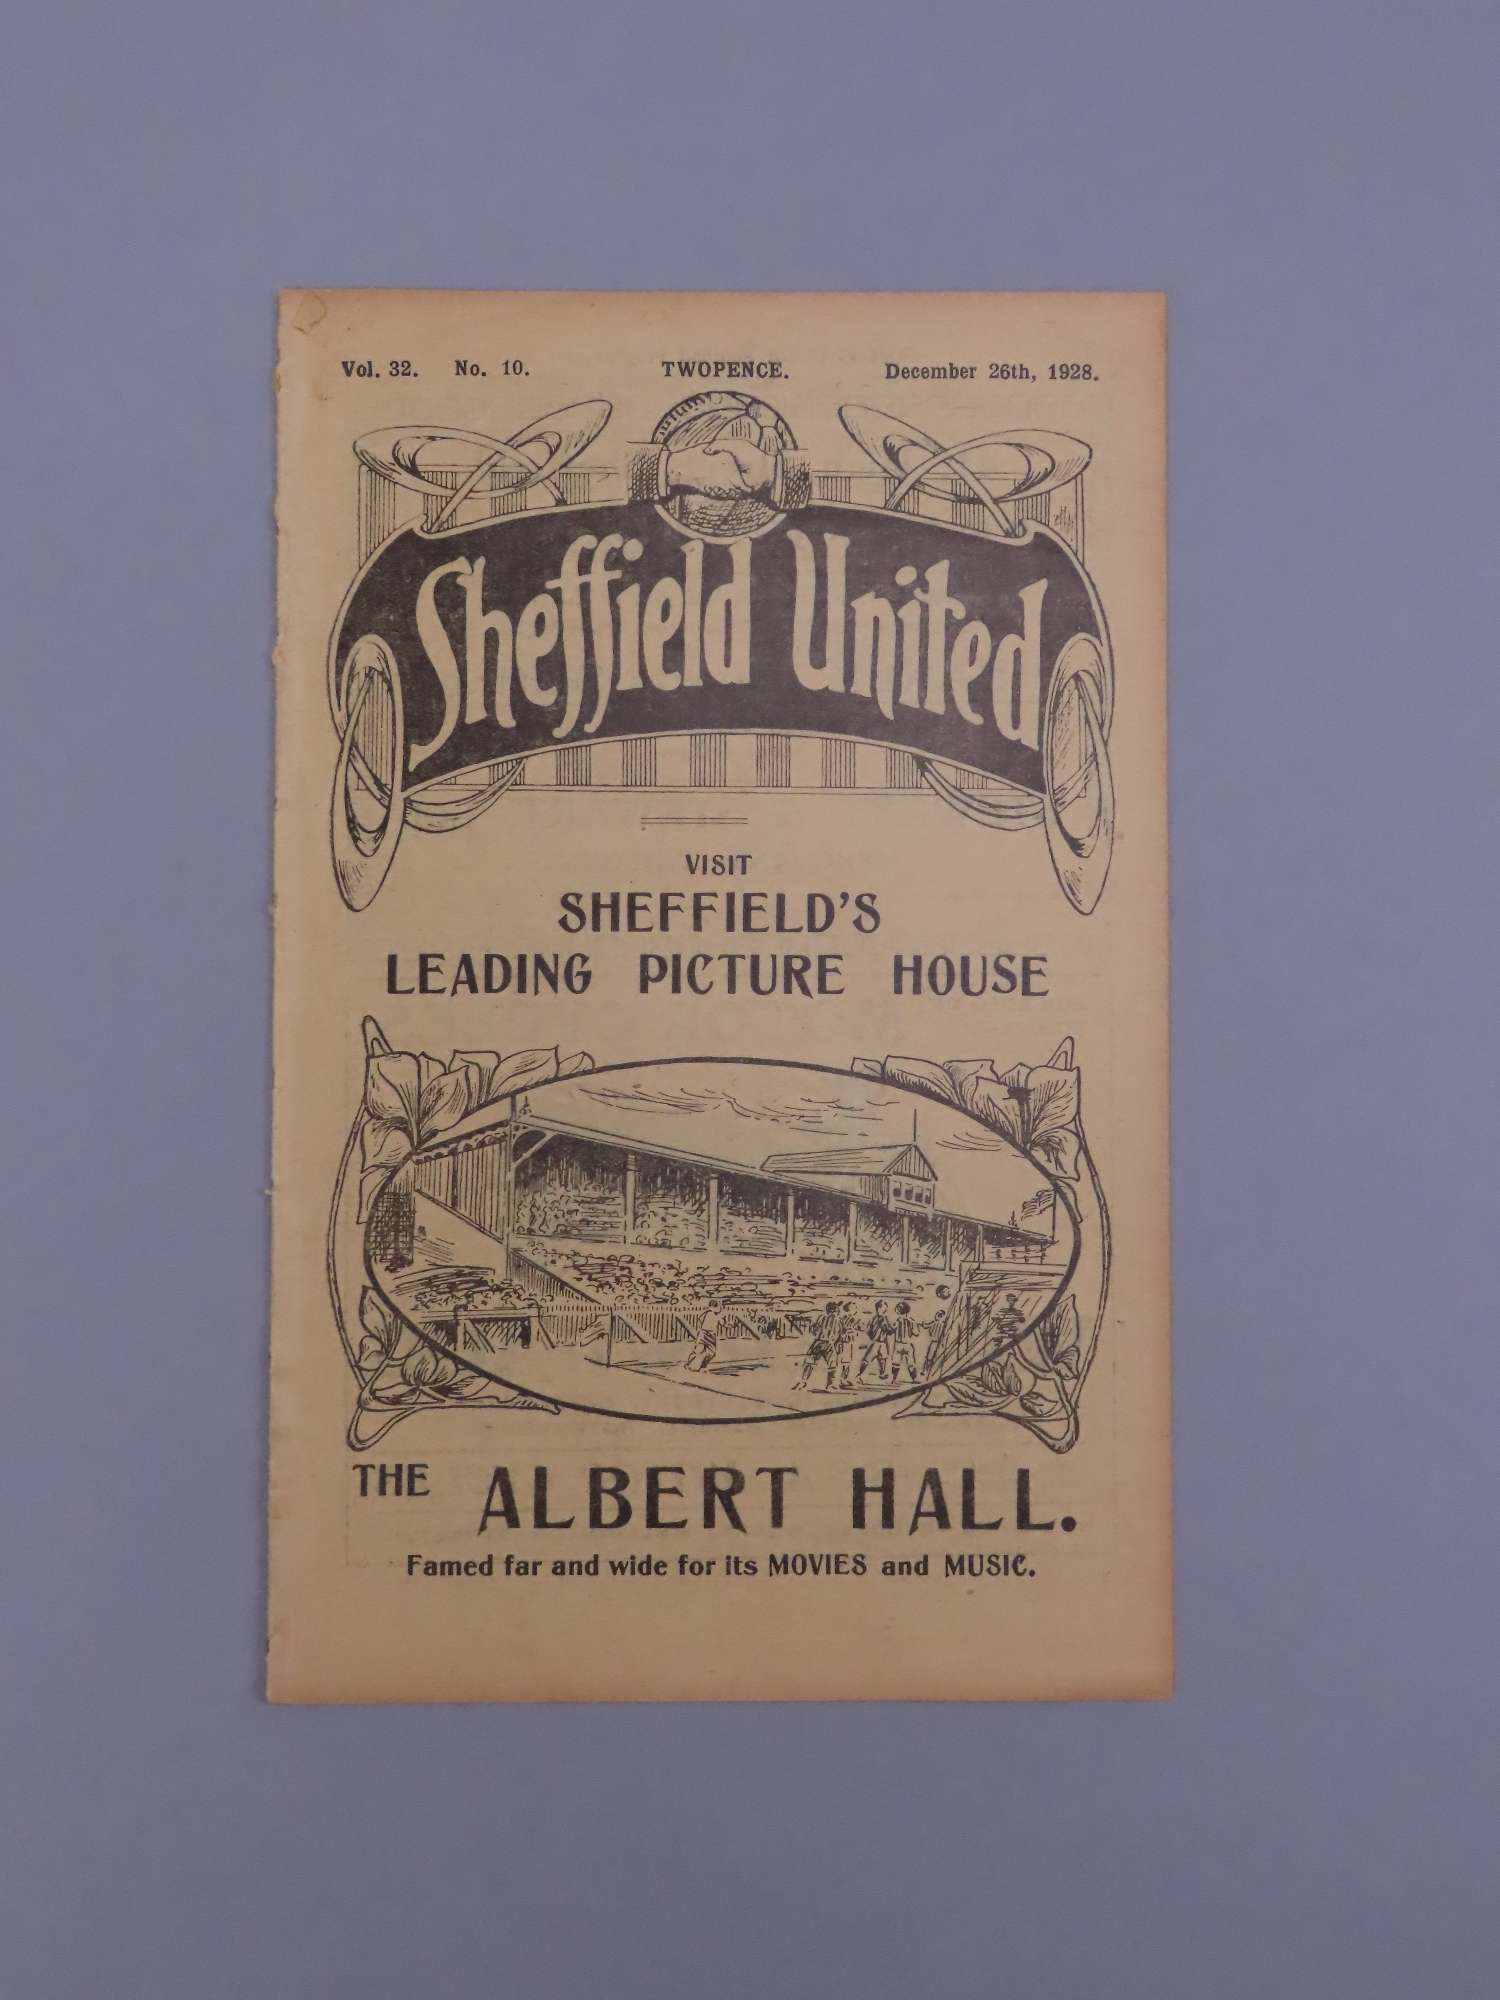 Vol. 32. No. 10. TWOPENCE. December 26th, 1928.
Sheffield United
VISIT
SHEFFIELD'S
LEADING PICTURE HOUSE
THE ALBERT HALL.
Famed far and wide for its MOVIES and MUSIC.